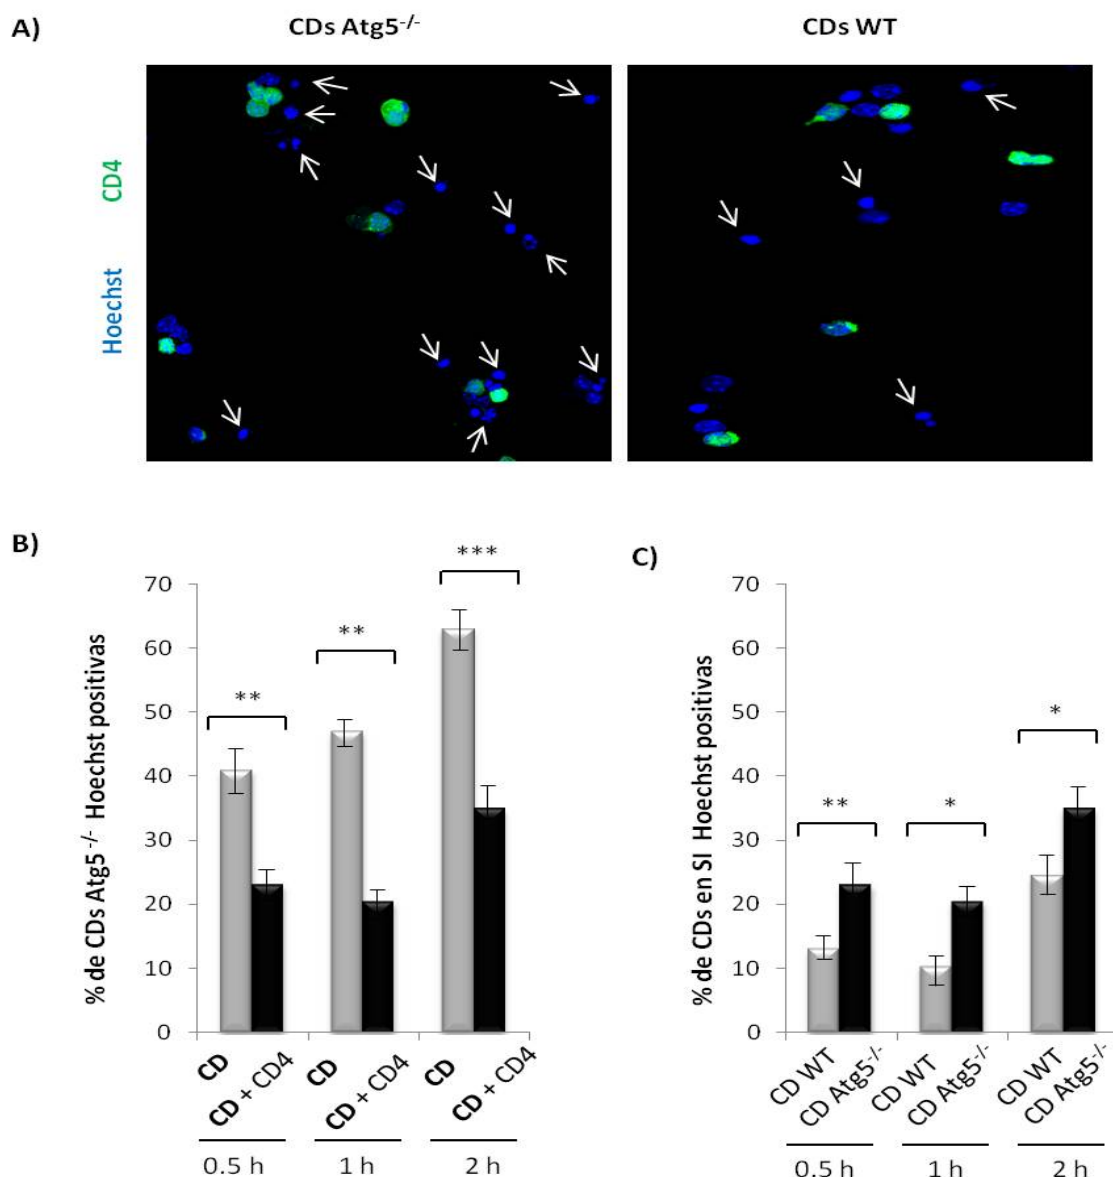 A)
CDs Atg5-/-
CDs WT
CD4
Hoechst
B)
% de CDs Atg5 -/- Hoechst positivas
70
60
50
40
30
20
10
0
**
**
***
CD
CD + CD4
CD
CD + CD4
CD
CD + CD4
0.5 h
1 h
2 h
C)
% de CDs en SI Hoechst positivas
70
60
50
40
30
20
10
0
**
*
*
CD WT
CD Atg5-/-
CD WT
CD Atg5-/-
CD WT
CD Atg5-/-
0.5 h
1 h
2 h